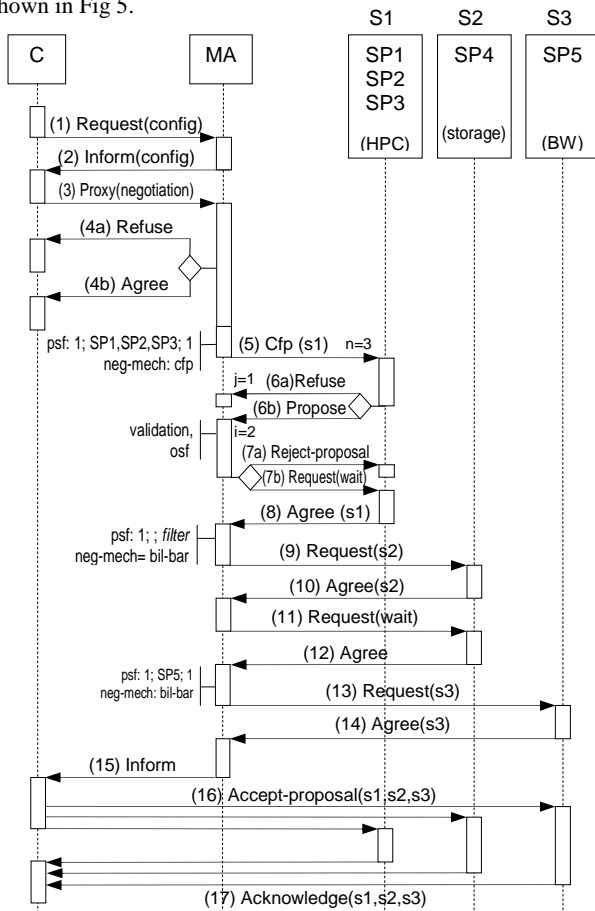 hown in Fig 5.
S1 S2 S3
C MA SP1 SP4 SP5
SP2
SP3
(HPC) (storage) (BW)
(1) Request(config)
(2) Inform(config)
(3) Proxy(negotiation)
(4a) Refuse
(4b) Agree
psf: 1; SP1,SP2,SP3; 1
neg-mech: cfp
(5) Cfp (s1) n=3
j=1 (6a)Refuse
(6b) Propose
validation,
osf
i=2
(7a) Reject-proposal
(7b) Request(wait)
(8) Agree (s1)
psf: 1; ; filter
neg-mech= bil-bar
(9) Request(s2)
(10) Agree(s2)
(11) Request(wait)
(12) Agree
psf: 1; SP5; 1
neg-mech: bil-bar
(13) Request(s3)
(14) Agree(s3)
(15) Inform
(16) Accept-proposal(s1,s2,s3)
(17) Acknowledge(s1,s2,s3)